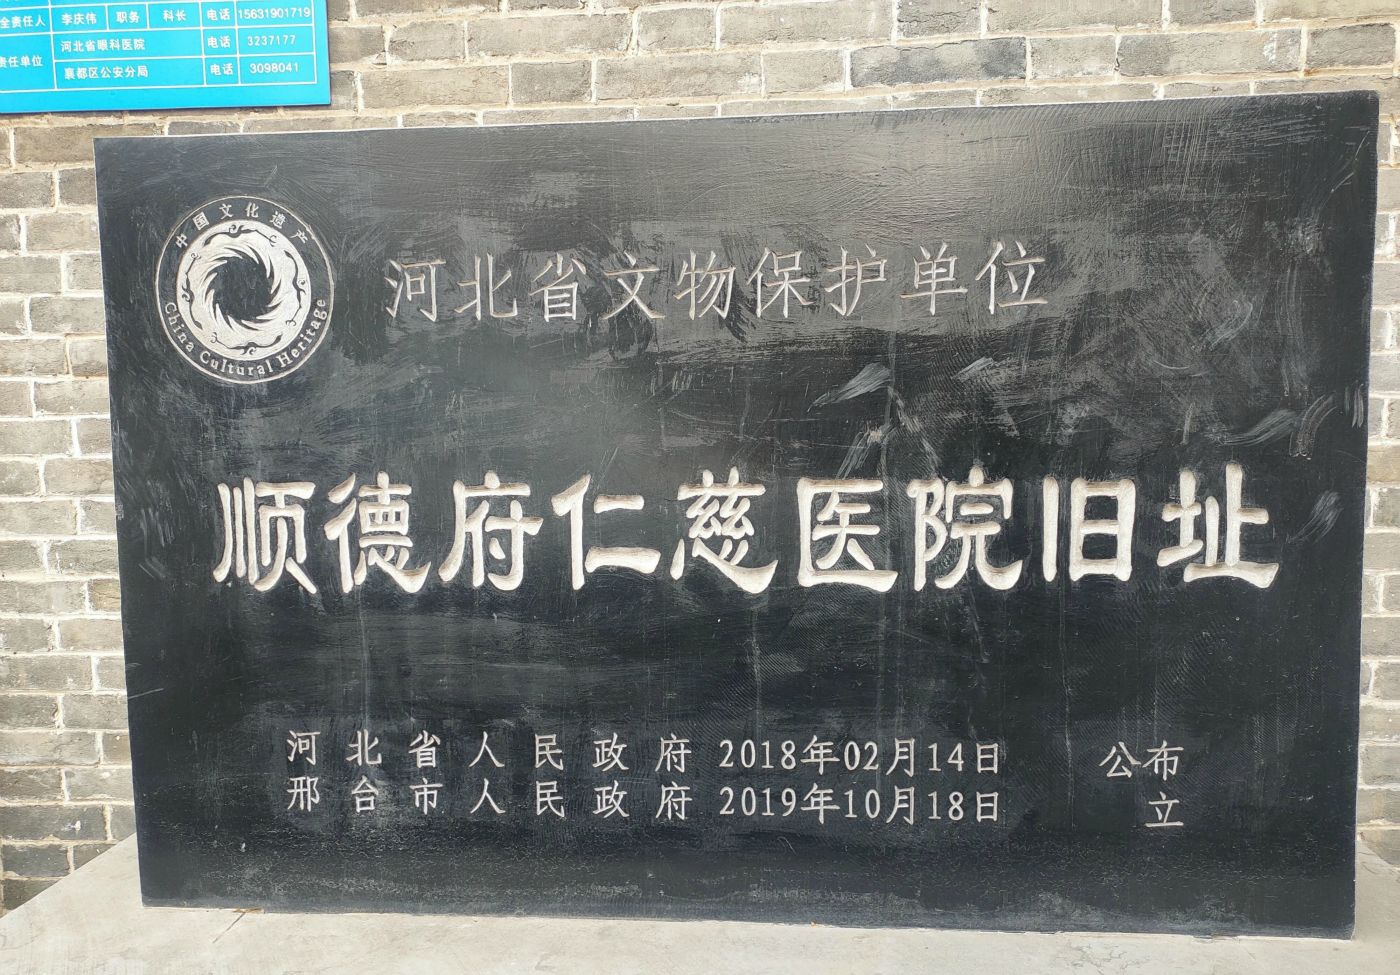 全责任人 李庆伟 职务 科长 电话 15631901719
责任单位 河北省眼科医院 电话 3237177
襄都区公安分局 电话 3098041
中国文化遗产
China Cultural Heritage
河北省文物保护单位
顺德府仁慈医院旧址
河北省人民政府 2018年02月14日 公布
邢台市人民政府 2019年10月18日 立